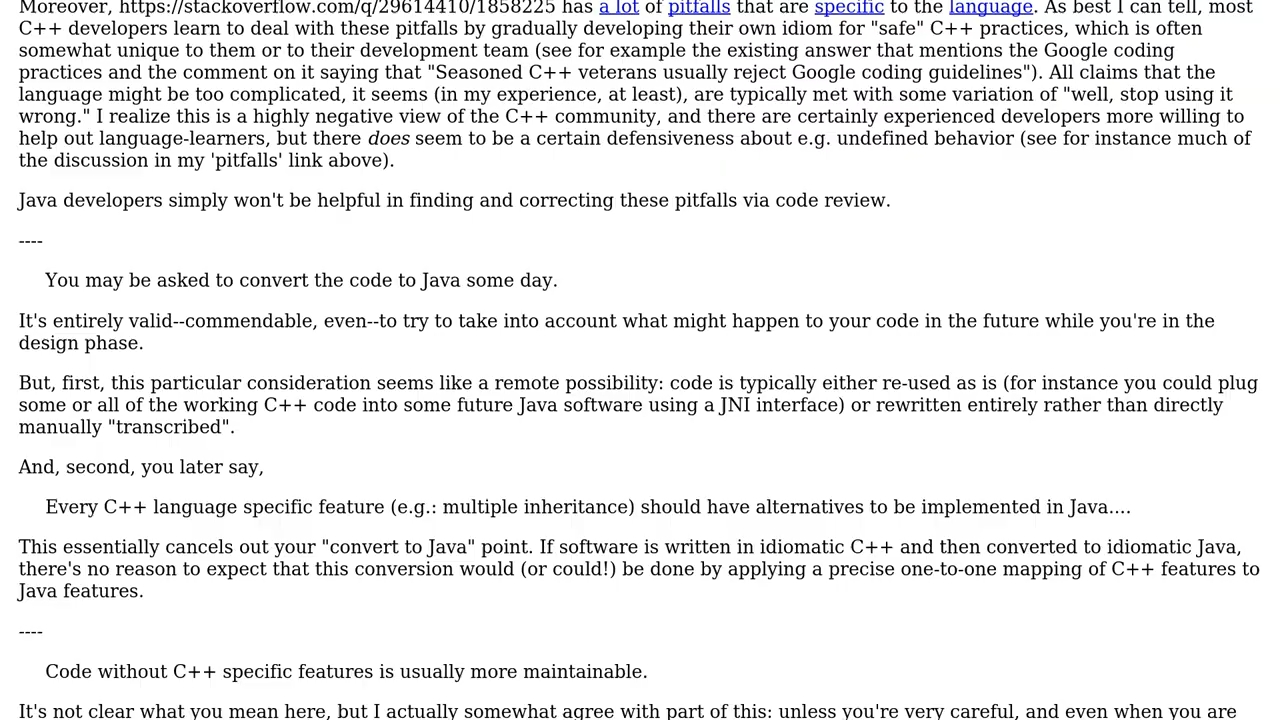 Moreover, https://stackoverflow.com/q/29614410/1858225 has a lot of pitfalls that are specific to the language. As best I can tell, most
C++ developers learn to deal with these pitfalls by gradually developing their own idiom for "safe" C++ practices, which is often
somewhat unique to them or to their development team (see for example the existing answer that mentions the Google coding
practices and the comment on it saying that "Seasoned C++ veterans usually reject Google coding guidelines"). All claims that the
language might be too complicated, it seems (in my experience, at least), are typically met with some variation of "well, stop using it
wrong." I realize this is a highly negative view of the C++ community, and there are certainly experienced developers more willing to
help out language-learners, but there does seem to be a certain defensiveness about e.g. undefined behavior (see for instance much of
the discussion in my 'pitfalls' link above).
Java developers simply won't be helpful in finding and correcting these pitfalls via code review.
----
You may be asked to convert the code to Java some day.
It's entirely valid--commendable, even--to try to take into account what might happen to your code in the future while you're in the
design phase.
But, first, this particular consideration seems like a remote possibility: code is typically either re-used as is (for instance you could plug
some or all of the working C++ code into some future Java software using a JNI interface) or rewritten entirely rather than directly
manually "transcribed".
And, second, you later say,
Every C++ language specific feature (e.g.: multiple inheritance) should have alternatives to be implemented in Java....
This essentially cancels out your "convert to Java" point. If software is written in idiomatic C++ and then converted to idiomatic Java,
there's no reason to expect that this conversion would (or could!) be done by applying a precise one-to-one mapping of C++ features to
Java features.
----
Code without C++ specific features is usually more maintainable.
It's not clear what you mean here, but I actually somewhat agree with part of this: unless you're very careful, and even when you are